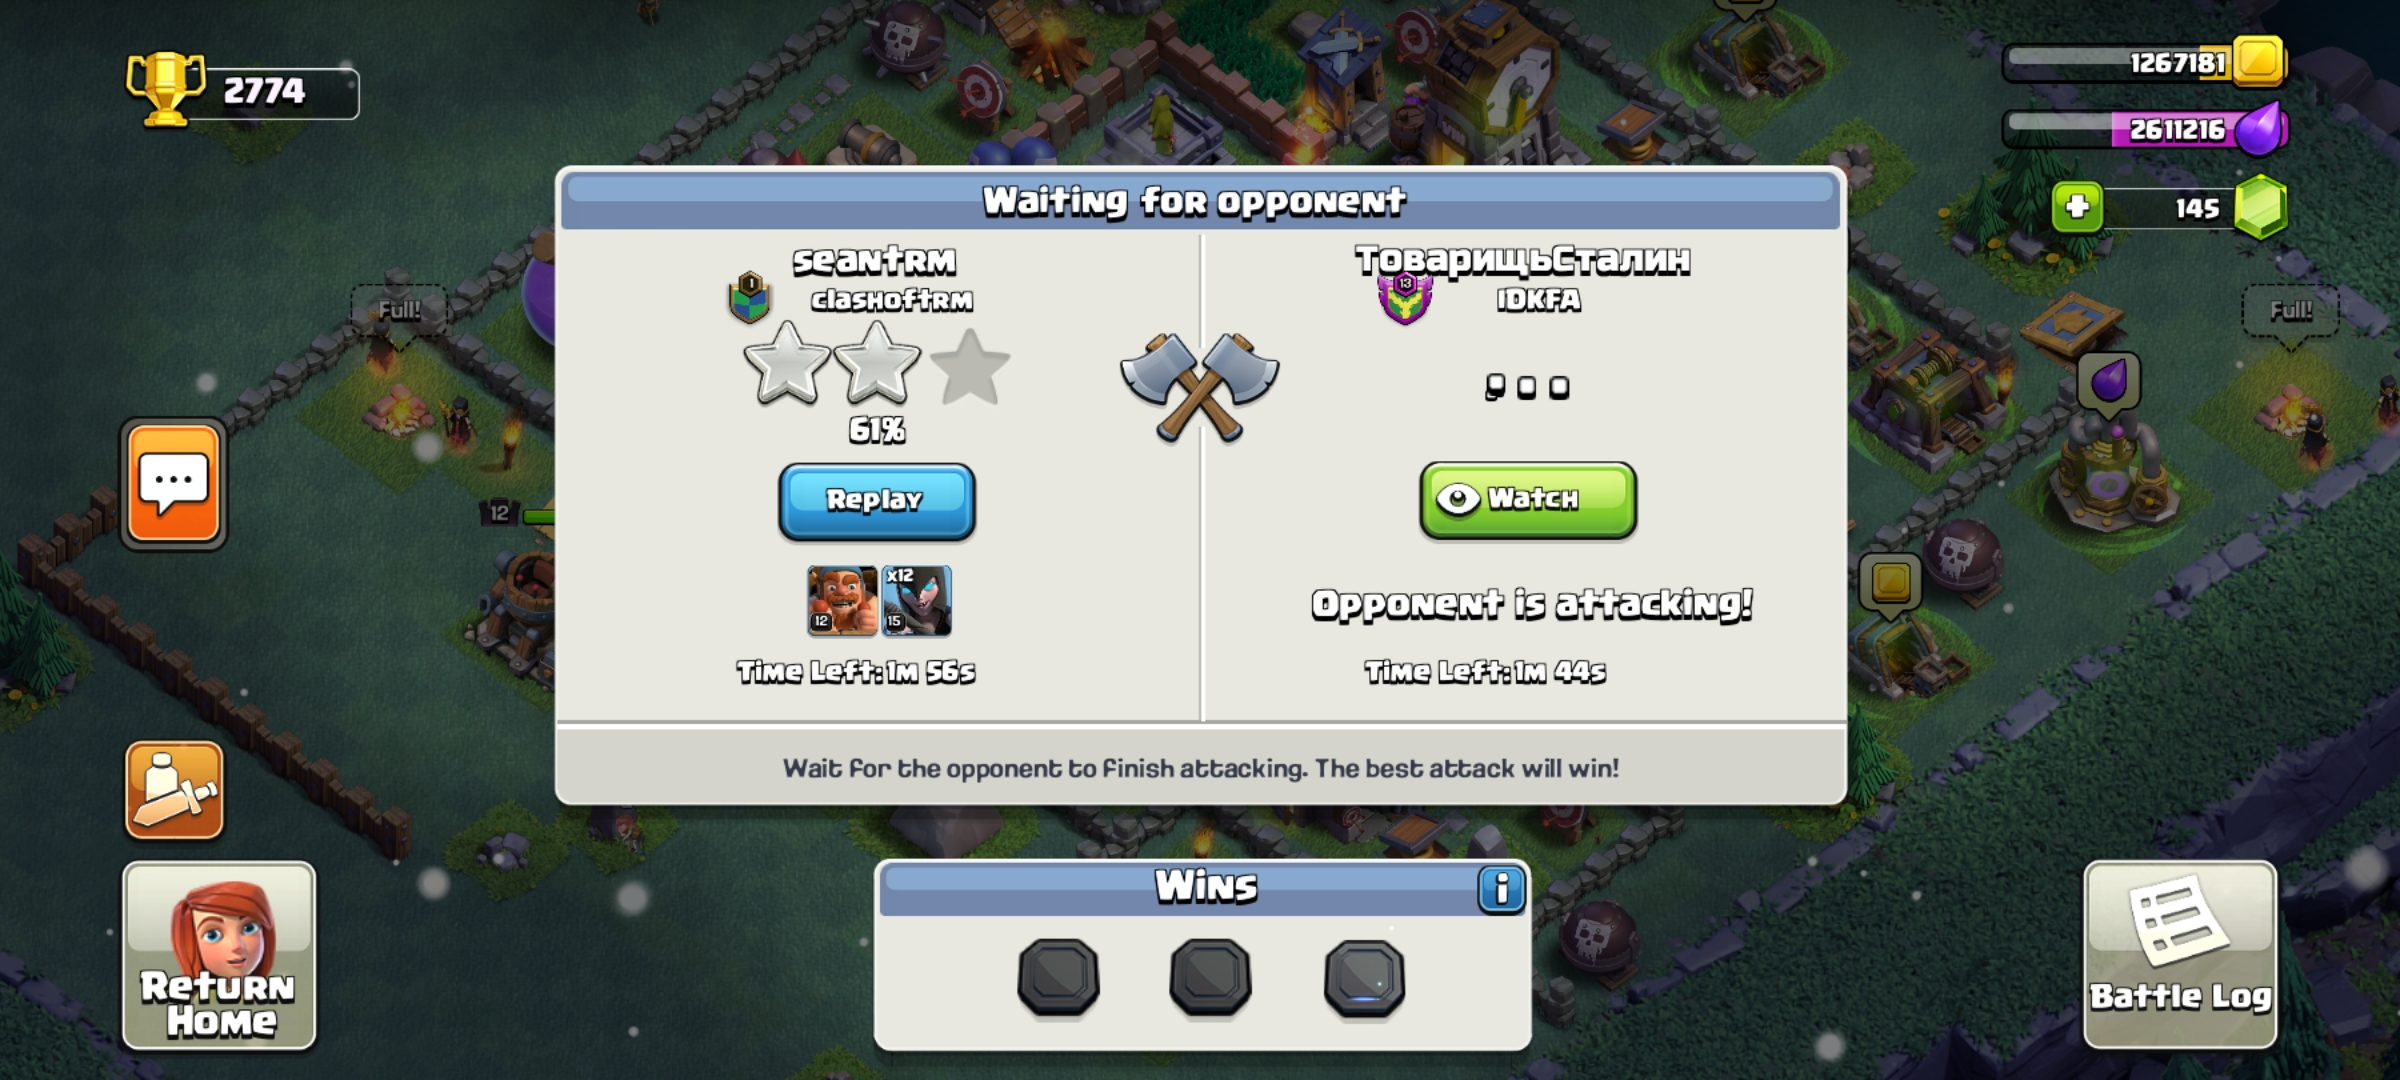 2774
1267181
2611216
145
Waiting for opponent
seantrm
1
clashoftrm
61%
Replay
x12
12
15
Time Left:1m 56s
ТоварищьСталин
13
IDKFA
Watch
Opponent is attacking!
Time Left:1m 44s
Wait for the opponent to finish attacking. The best attack will win!
Full!
Full!
12
Wins
i
Return
Home
Battle Log